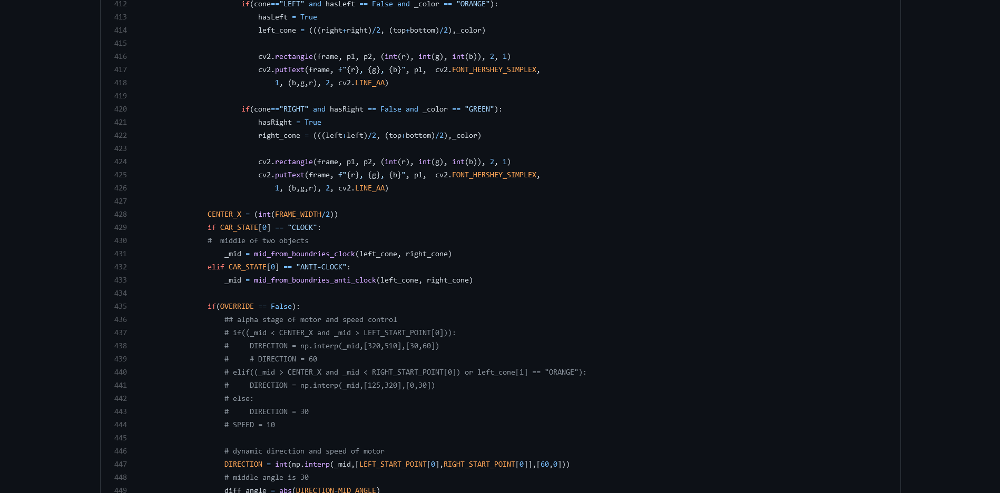 412 if(cone=="LEFT" and hasLeft == False and _color == "ORANGE"):
413 hasLeft = True
414 left_cone = (((right+right)/2, (top+bottom)/2),_color)
415
416 cv2.rectangle(frame, p1, p2, (int(r), int(g), int(b)), 2, 1)
417 cv2.putText(frame, f"{r}, {g}, {b}", p1,  cv2.FONT_HERSHEY_SIMPLEX,
418 1, (b,g,r), 2, cv2.LINE_AA)
419
420 if(cone=="RIGHT" and hasRight == False and _color == "GREEN"):
421 hasRight = True
422 right_cone = (((left+left)/2, (top+bottom)/2),_color)
423
424 cv2.rectangle(frame, p1, p2, (int(r), int(g), int(b)), 2, 1)
425 cv2.putText(frame, f"{r}, {g}, {b}", p1,  cv2.FONT_HERSHEY_SIMPLEX,
426 1, (b,g,r), 2, cv2.LINE_AA)
427
428 CENTER_X = (int(FRAME_WIDTH/2))
429 if CAR_STATE[0] == "CLOCK":
430 #  middle of two objects
431 _mid = mid_from_boundries_clock(left_cone, right_cone)
432 elif CAR_STATE[0] == "ANTI-CLOCK":
433 _mid = mid_from_boundries_anti_clock(left_cone, right_cone)
434
435 if(OVERRIDE == False):
436 ## alpha stage of motor and speed control
437 # if((_mid < CENTER_X and _mid > LEFT_START_POINT[0])):
438 #     DIRECTION = np.interp(_mid,[320,510],[30,60])
439 #     # DIRECTION = 60
440 # elif((_mid > CENTER_X and _mid < RIGHT_START_POINT[0]) or left_cone[1] == "ORANGE"):
441 #     DIRECTION = np.interp(_mid,[125,320],[0,30])
442 # else:
443 #     DIRECTION = 30
444 # SPEED = 10
445
446 # dynamic direction and speed of motor
447 DIRECTION = int(np.interp(_mid,[LEFT_START_POINT[0],RIGHT_START_POINT[0]],[60,0]))
448 # middle angle is 30
449 diff_angle = abs(DIRECTION-MID_ANGLE)